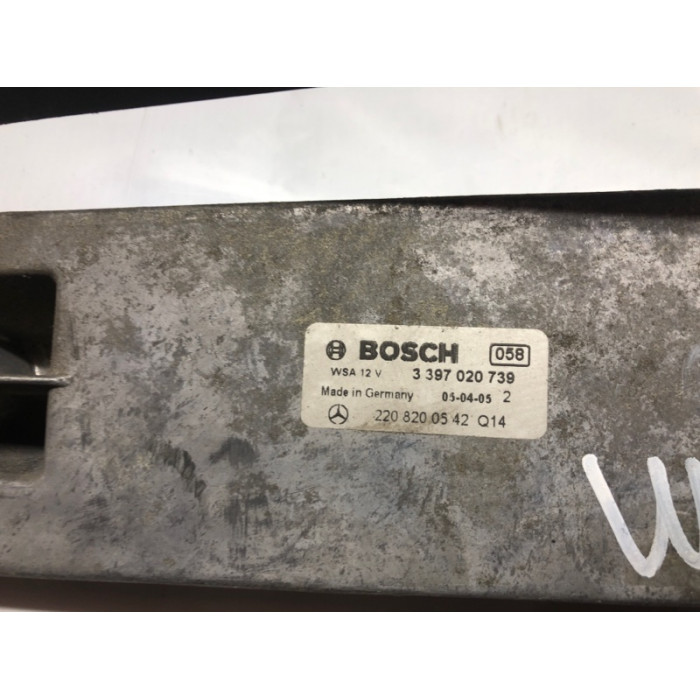 BOSCH 058
WSA 12 V 3 397 020 739
Made in Germany 05-04-05 2
220 820 05 42 Q14